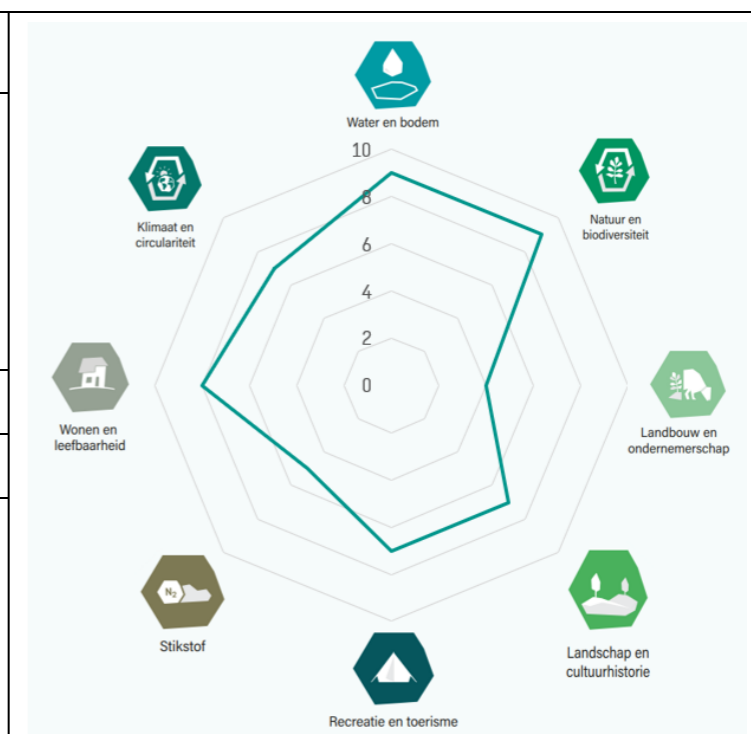 Water en bodem
10
8
6
4
2
0
Natuur en
biodiversiteit
Landbouw en
ondernemerschap
Landschap en
cultuurhistorie
Recreatie en toerisme
N₂
Stikstof
Wonen en
leefbaarheid
Klimaat en
circulariteit